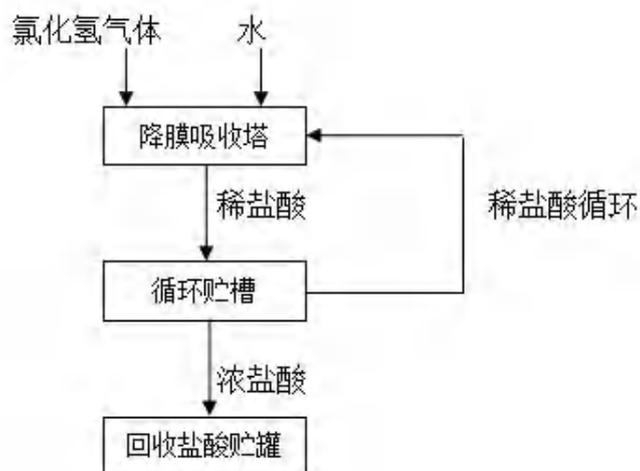 氯化氢气体
水
降膜吸收塔
稀盐酸
稀盐酸循环
循环贮槽
浓盐酸
回收盐酸贮罐